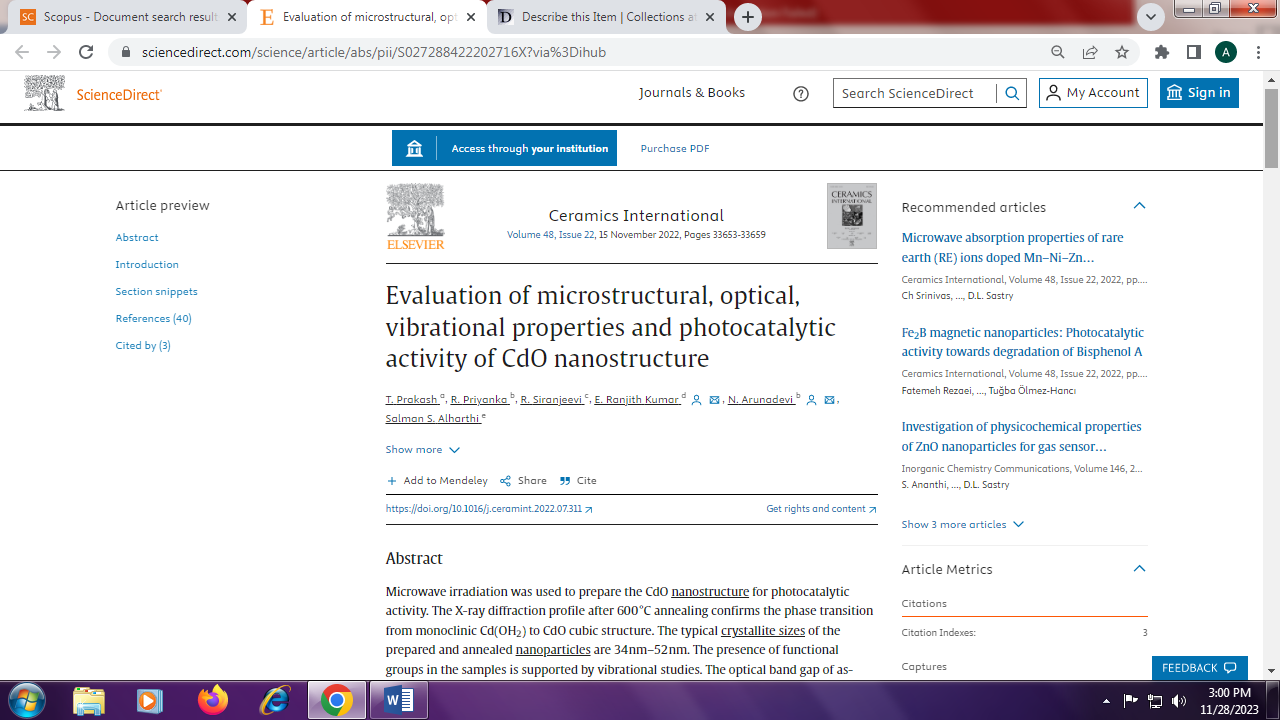 Scopus - Document search result
Evaluation of microstructural, opt
Describe this Item | Collections at
sciencedirect.com/science/article/abs/pii/S027288422202716X?via%3Dihub
A
ScienceDirect
Journals & Books
Search ScienceDirect
My Account
Sign in
Access through your institution
Purchase PDF
Article preview
Abstract
Introduction
Section snippets
References (40)
Cited by (3)
ELSEVIER
Ceramics International
Volume 48, Issue 22, 15 November 2022, Pages 33653-33659
CERAMICS
INTERNATIONAL
Evaluation of microstructural, optical,
vibrational properties and photocatalytic
activity of CdO nanostructure
T. Prakash a, R. Priyanka b, R. Siranjeevi c, E. Ranjith Kumar d, N. Arunadevi b,
Salman S. Alharthi e
Show more
Add to Mendeley Share Cite
https://doi.org/10.1016/j.ceramint.2022.07.311
Get rights and content
Abstract
Microwave irradiation was used to prepare the CdO nanostructure for photocatalytic
activity. The X-ray diffraction profile after 600°C annealing confirms the phase transition
from monoclinic Cd(OH₂) to CdO cubic structure. The typical crystallite sizes of the
prepared and annealed nanoparticles are 34nm–52nm. The presence of functional
groups in the samples is supported by vibrational studies. The optical band gap of as-
Recommended articles
Microwave absorption properties of rare
earth (RE) ions doped Mn–Ni–Zn…
Ceramics International, Volume 48, Issue 22, 2022, pp.…
Ch Srinivas, …, D.L. Sastry
Fe₂B magnetic nanoparticles: Photocatalytic
activity towards degradation of Bisphenol A
Ceramics International, Volume 48, Issue 22, 2022, pp.…
Fatemeh Rezaei, …, Tuğba Ölmez-Hancı
Investigation of physicochemical properties
of ZnO nanoparticles for gas sensor…
Inorganic Chemistry Communications, Volume 146, 2…
S. Ananthi, …, D.L. Sastry
Show 3 more articles
Article Metrics
Citations
Citation Indexes: 3
Captures
FEEDBACK
3:00 PM
11/28/2023